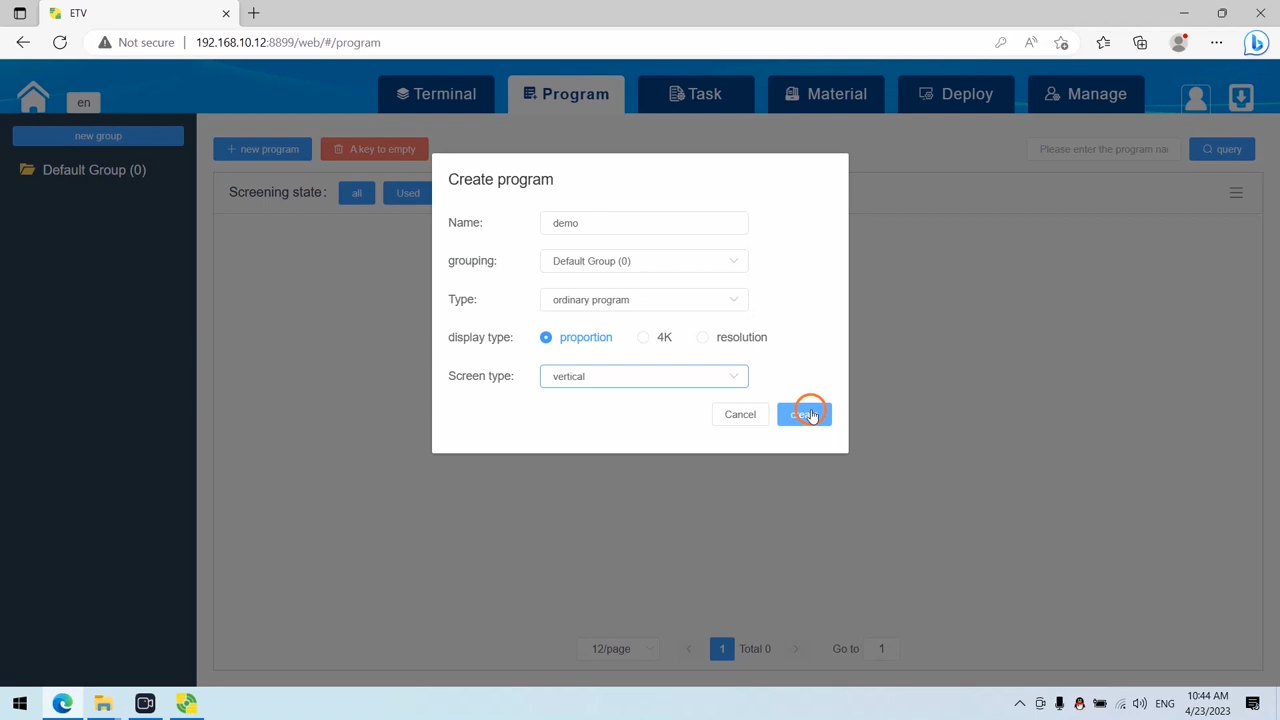 ETV
Not secure 192.168.10.12:8899/web/#/program
en Terminal Program Task Material Deploy Manage
new group
Default Group (0)
+ new program A key to empty Please enter the program query
Screening state: all Used
Create program
Name: demo
grouping: Default Group (0)
Type: ordinary program
display type: proportion 4K resolution
Screen type: vertical
Cancel
12/page 1 Total 0 Go to 1
ENG 10:44 AM
4/23/2023